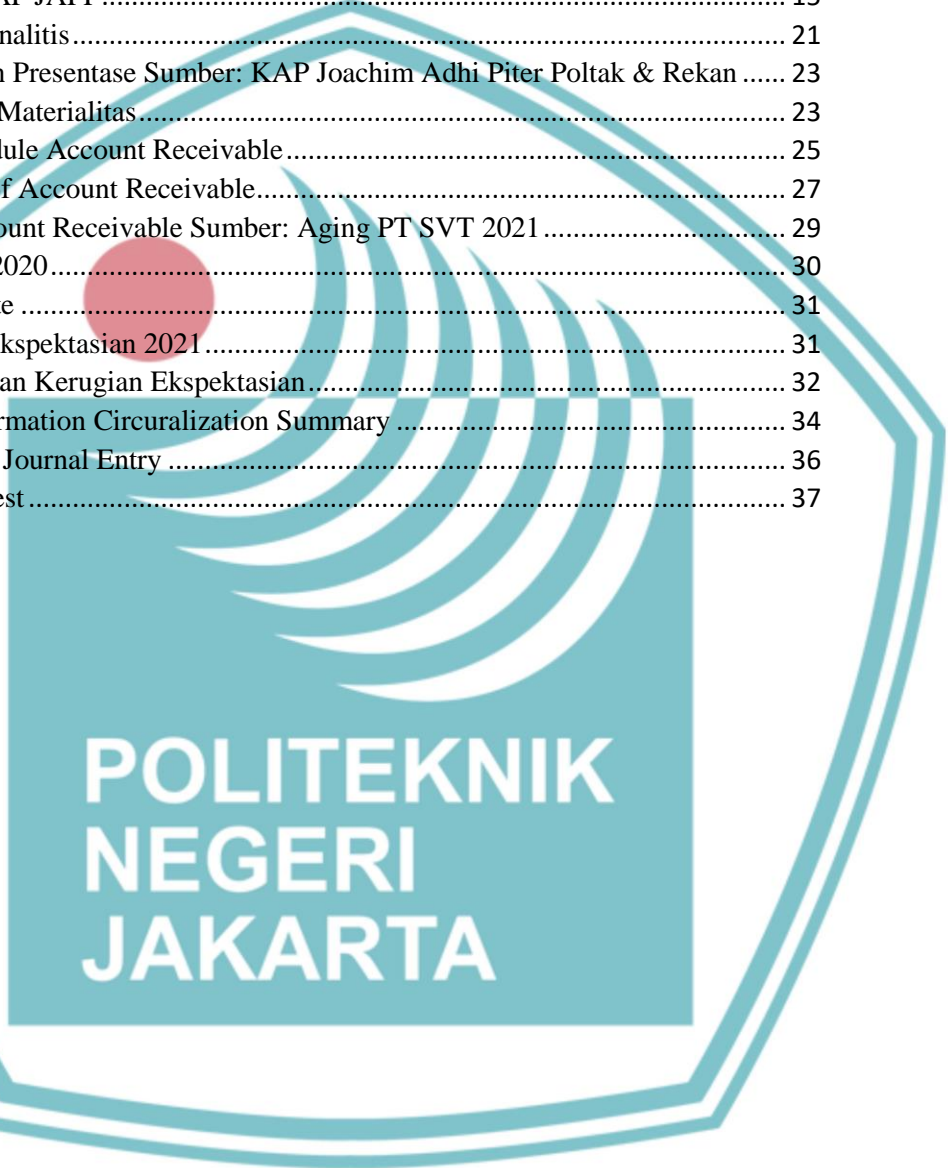 nalitis........................................................................................................ 21
n Presentase Sumber: KAP Joachim Adhi Piter Poltak & Rekan ...... 23
Materialitas............................................................................................... 23
dule Account Receivable........................................................................ 25
f Account Receivable............................................................................. 27
ount Receivable Sumber: Aging PT SVT 2021................................... 29
2020........................................................................................................... 30
te ............................................................................................................... 31
kspektasian 2021..................................................................................... 31
an Kerugian Ekspektasian...................................................................... 32
rmation Circuralization Summary ........................................................ 34
Journal Entry ........................................................................................... 36
est .............................................................................................................. 37
POLITEKNIK
NEGERI
JAKARTA